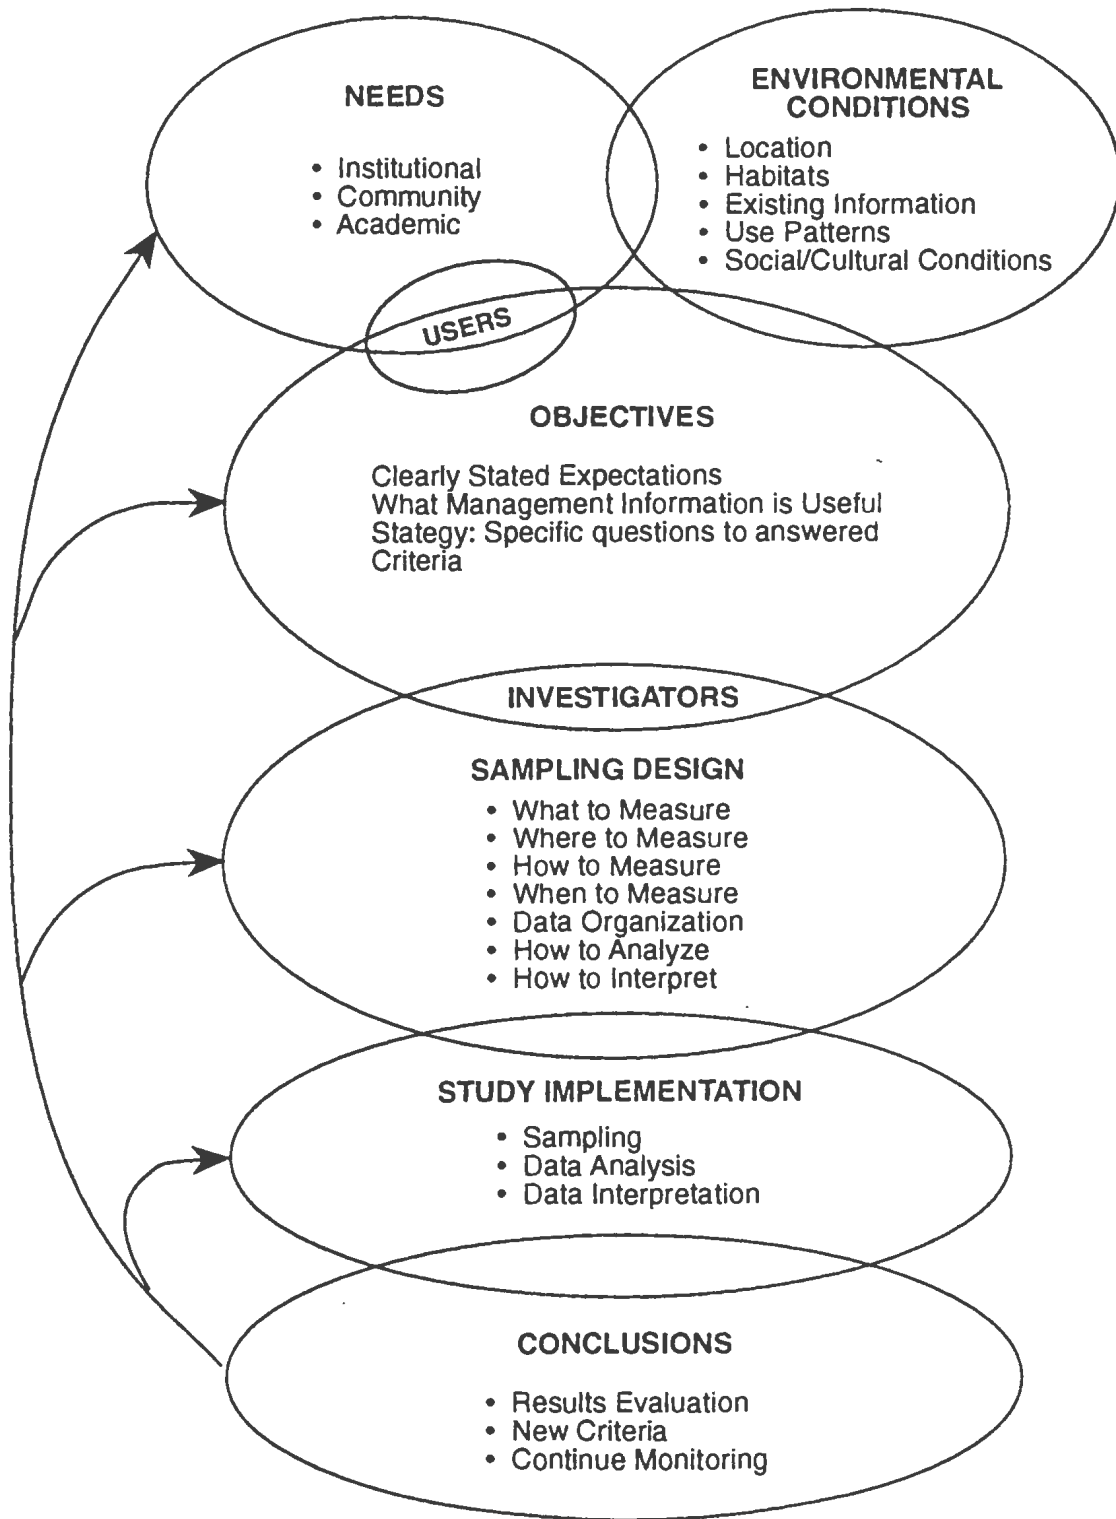 NEEDS
• Institutional
• Community
• Academic
ENVIRONMENTAL
CONDITIONS
• Location
• Habitats
• Existing Information
• Use Patterns
• Social/Cultural Conditions
USERS
OBJECTIVES
Clearly Stated Expectations
What Management Information is Useful
Stategy: Specific questions to answered
Criteria
INVESTIGATORS
SAMPLING DESIGN
• What to Measure
• Where to Measure
• How to Measure
• When to Measure
• Data Organization
• How to Analyze
• How to Interpret
STUDY IMPLEMENTATION
• Sampling
• Data Analysis
• Data Interpretation
CONCLUSIONS
• Results Evaluation
• New Criteria
• Continue Monitoring